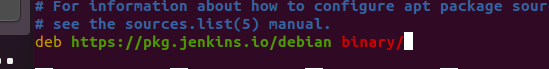 # For information about how to configure apt package sour
# see the sources.list(5) manual.
deb https://pkg.jenkins.io/debian binary/